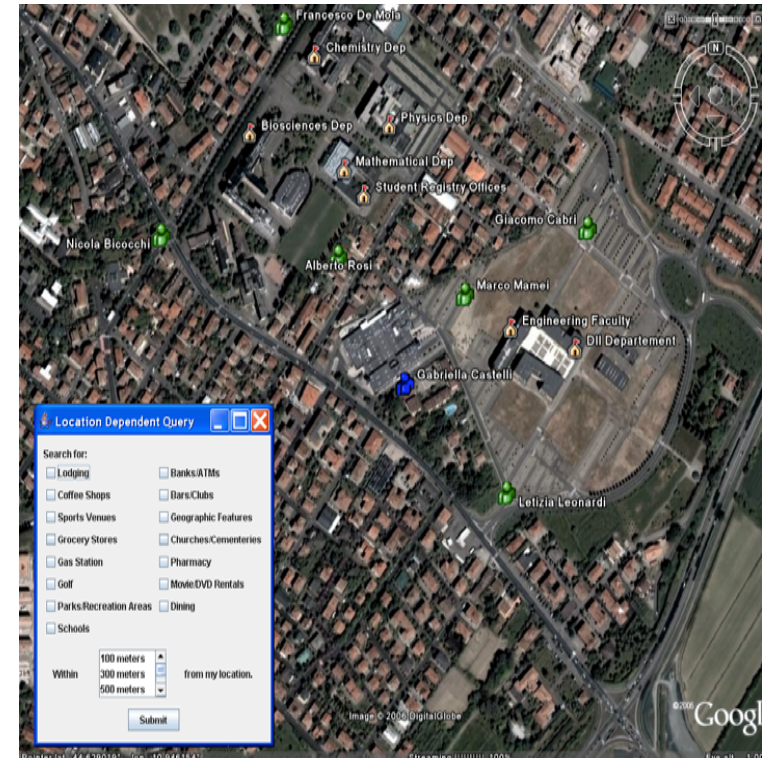 Francesco De Mola
Chemistry Dep
N
Physics Dep
Biosciences Dep
Mathematical Dep
Student Registry Offices
Giacomo Cabri
Nicola Bicocchi
Alberto Rosi
Marco Mamei
Engineering Faculty
DII Departement
Gabriella Castelli
Letizia Leonardi
Location Dependent Query
Search for:
Lodging
Banks/ATMs
Coffee Shops
Bars/Clubs
Sports Venues
Geographic Features
Grocery Stores
Churches/Cementeries
Gas Station
Pharmacy
Golf
Movie/DVD Rentals
Parks/Recreation Areas
Dining
Schools
Within
100 meters
300 meters
500 meters
from my location.
Submit
Image © 2006 DigitalGlobe
©2006
Googl